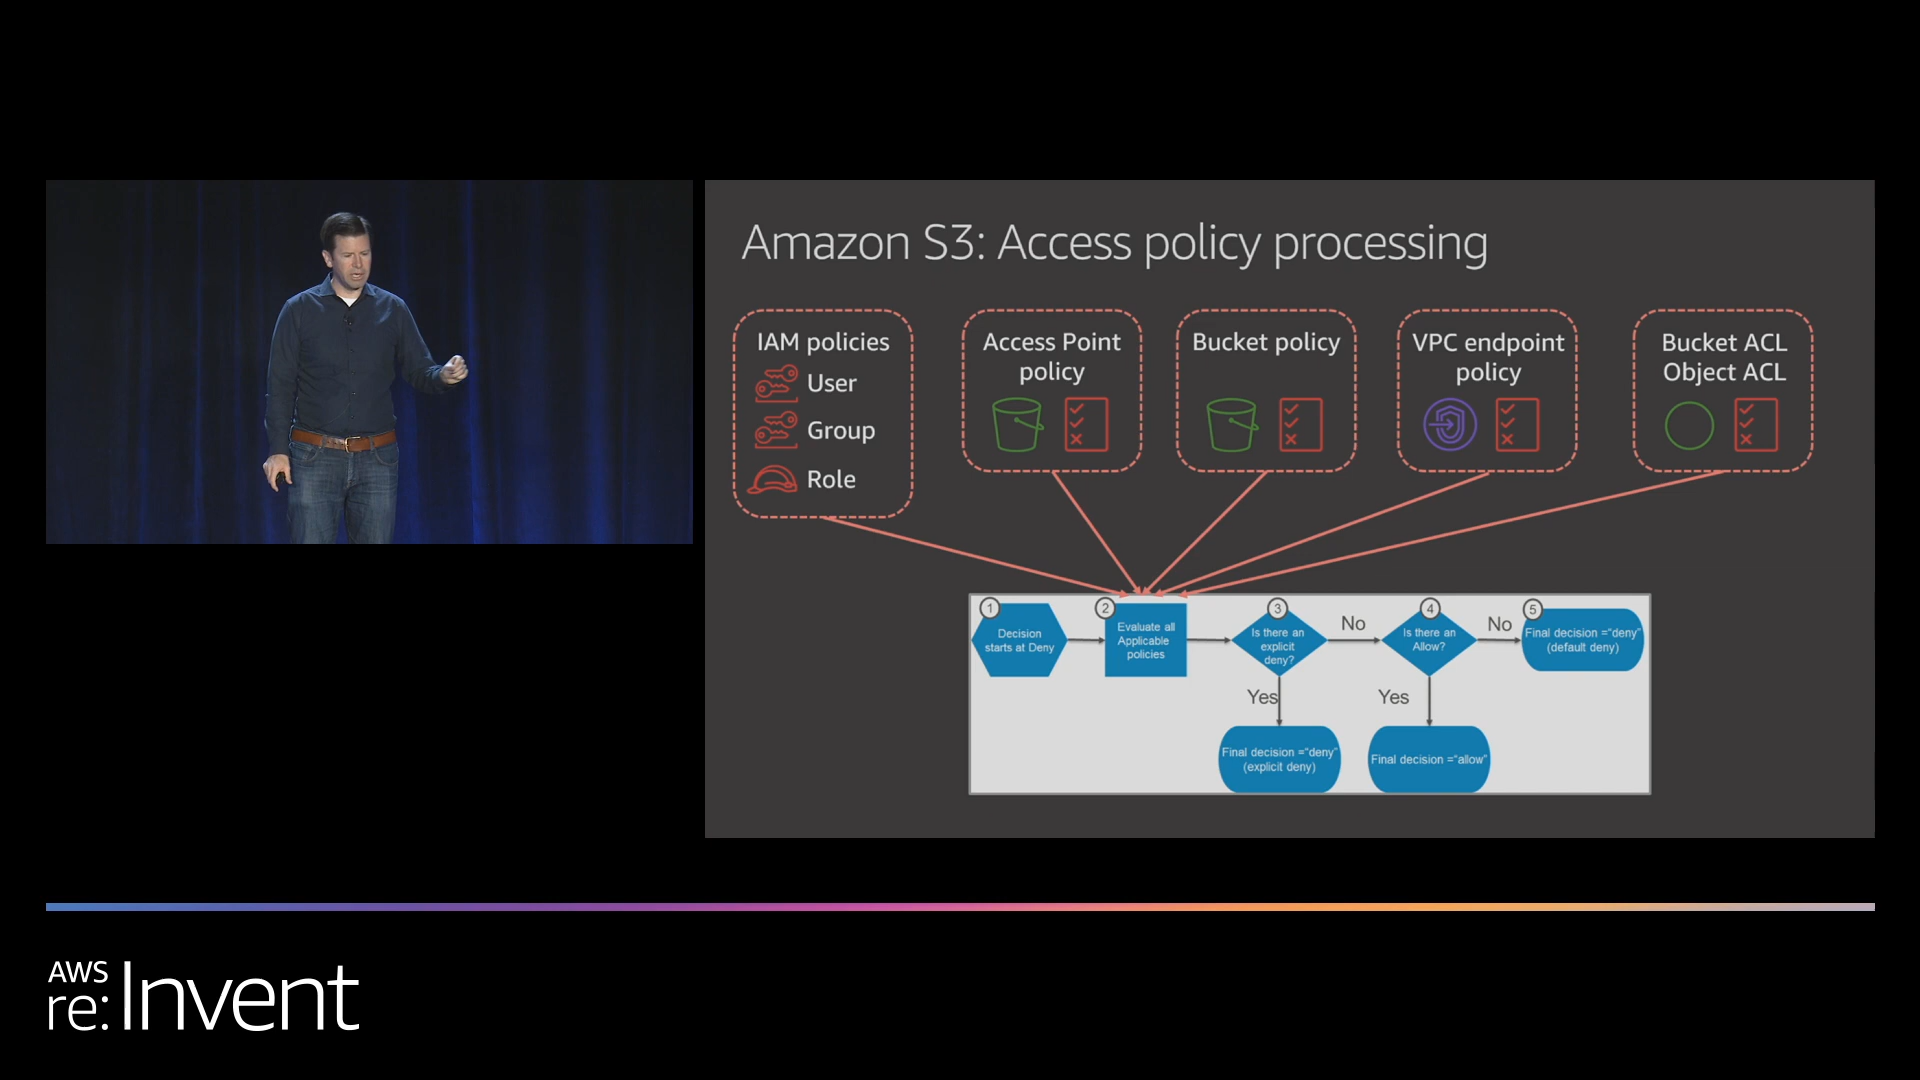 Amazon S3: Access policy processing
IAM policies
User
Group
Role
Access Point
policy
Bucket policy
VPC endpoint
policy
Bucket ACL
Object ACL
1
Decision
starts at Deny
2
Evaluate all
Applicable
policies
3
Is there an
explicit
deny?
No
4
Is there an
Allow?
No
5
Final decision ="deny"
(default deny)
Yes
Yes
Final decision ="deny"
(explicit deny)
Final decision ="allow"
AWS
re:Invent